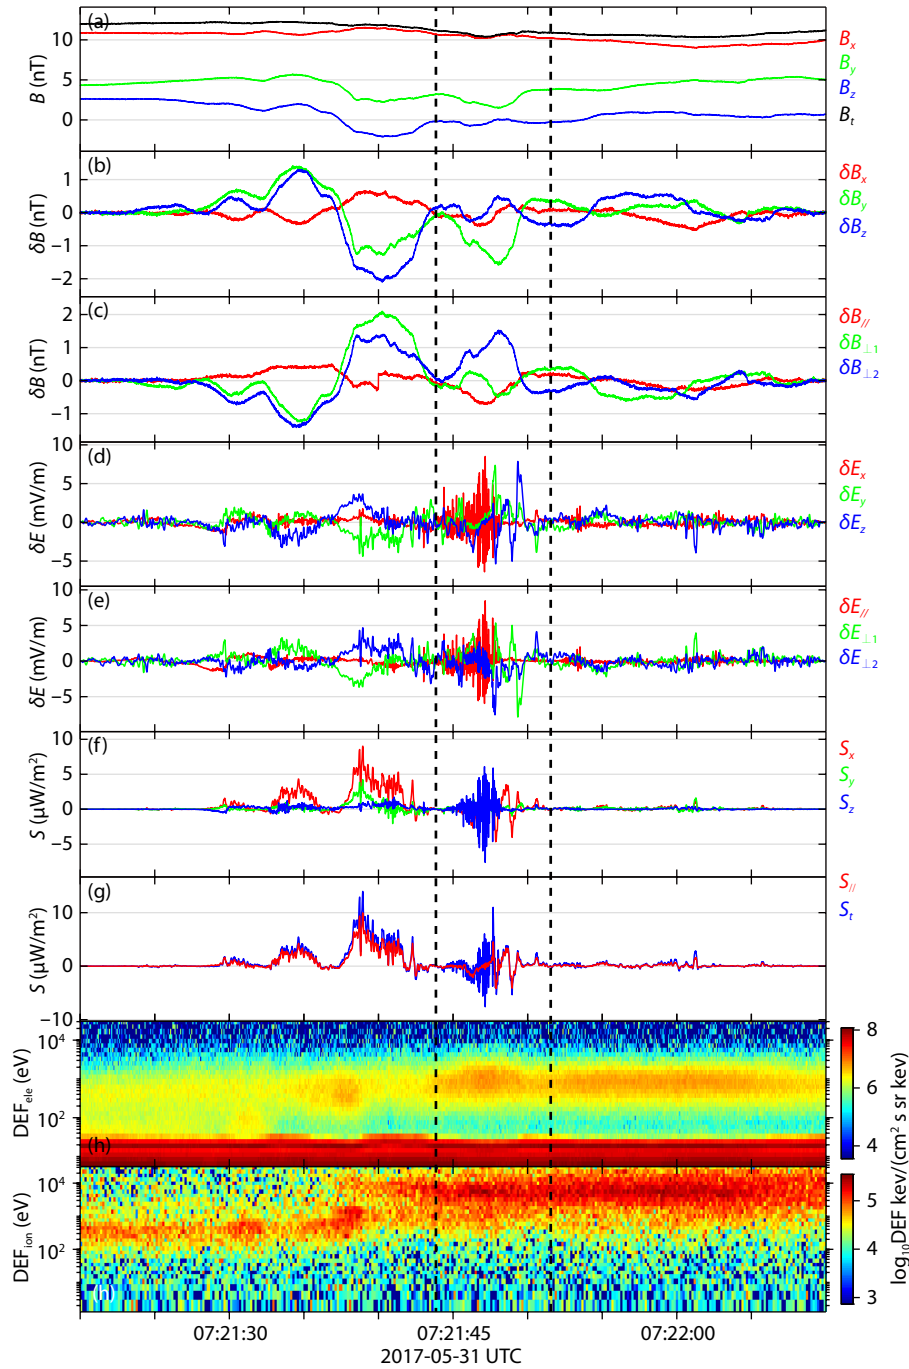 (a)
10
5
0
B (nT)
Bx
By
Bz
Bt
(b)
1
0
−1
−2
δB (nT)
δBx
δBy
δBz
(c)
2
1
0
−1
δB (nT)
δB//
δB⊥1
δB⊥2
(d)
10
5
0
−5
δE (mV/m)
δEx
δEy
δEz
(e)
10
5
0
−5
δE (mV/m)
δE//
δE⊥1
δE⊥2
(f)
10
5
0
−5
S (μW/m²)
Sx
Sy
Sz
(g)
10
0
−10
S (μW/m²)
S//
St
10⁴
10²
DEFele (eV)
(h)
8
6
4
10⁴
10²
DEFion (eV)
(h)
5
4
3
log10DEF kev/(cm² s sr kev)
07:21:30
07:21:45
07:22:00
2017-05-31 UTC